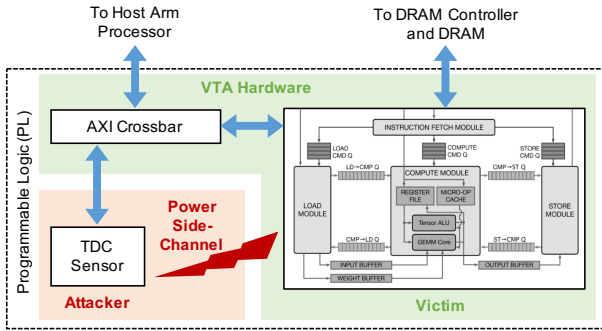 To Host Arm
Processor
To DRAM Controller
and DRAM
Programmable Logic (PL)
VTA Hardware
AXI Crossbar
INSTRUCTION FETCH MODULE
LOAD
CMD Q
COMPUTE
CMD Q
STORE
CMD Q
LD→CMP Q
COMPUTE MODULE
CMP→ST Q
REGISTER
FILE
MICRO-OP
CACHE
LOAD
MODULE
STORE
MODULE
Tensor ALU
GEMM Core
CMP→LD Q
ST→CMP Q
INPUT BUFFER
OUTPUT BUFFER
WEIGHT BUFFER
Power
Side-
Channel
TDC
Sensor
Attacker
Victim